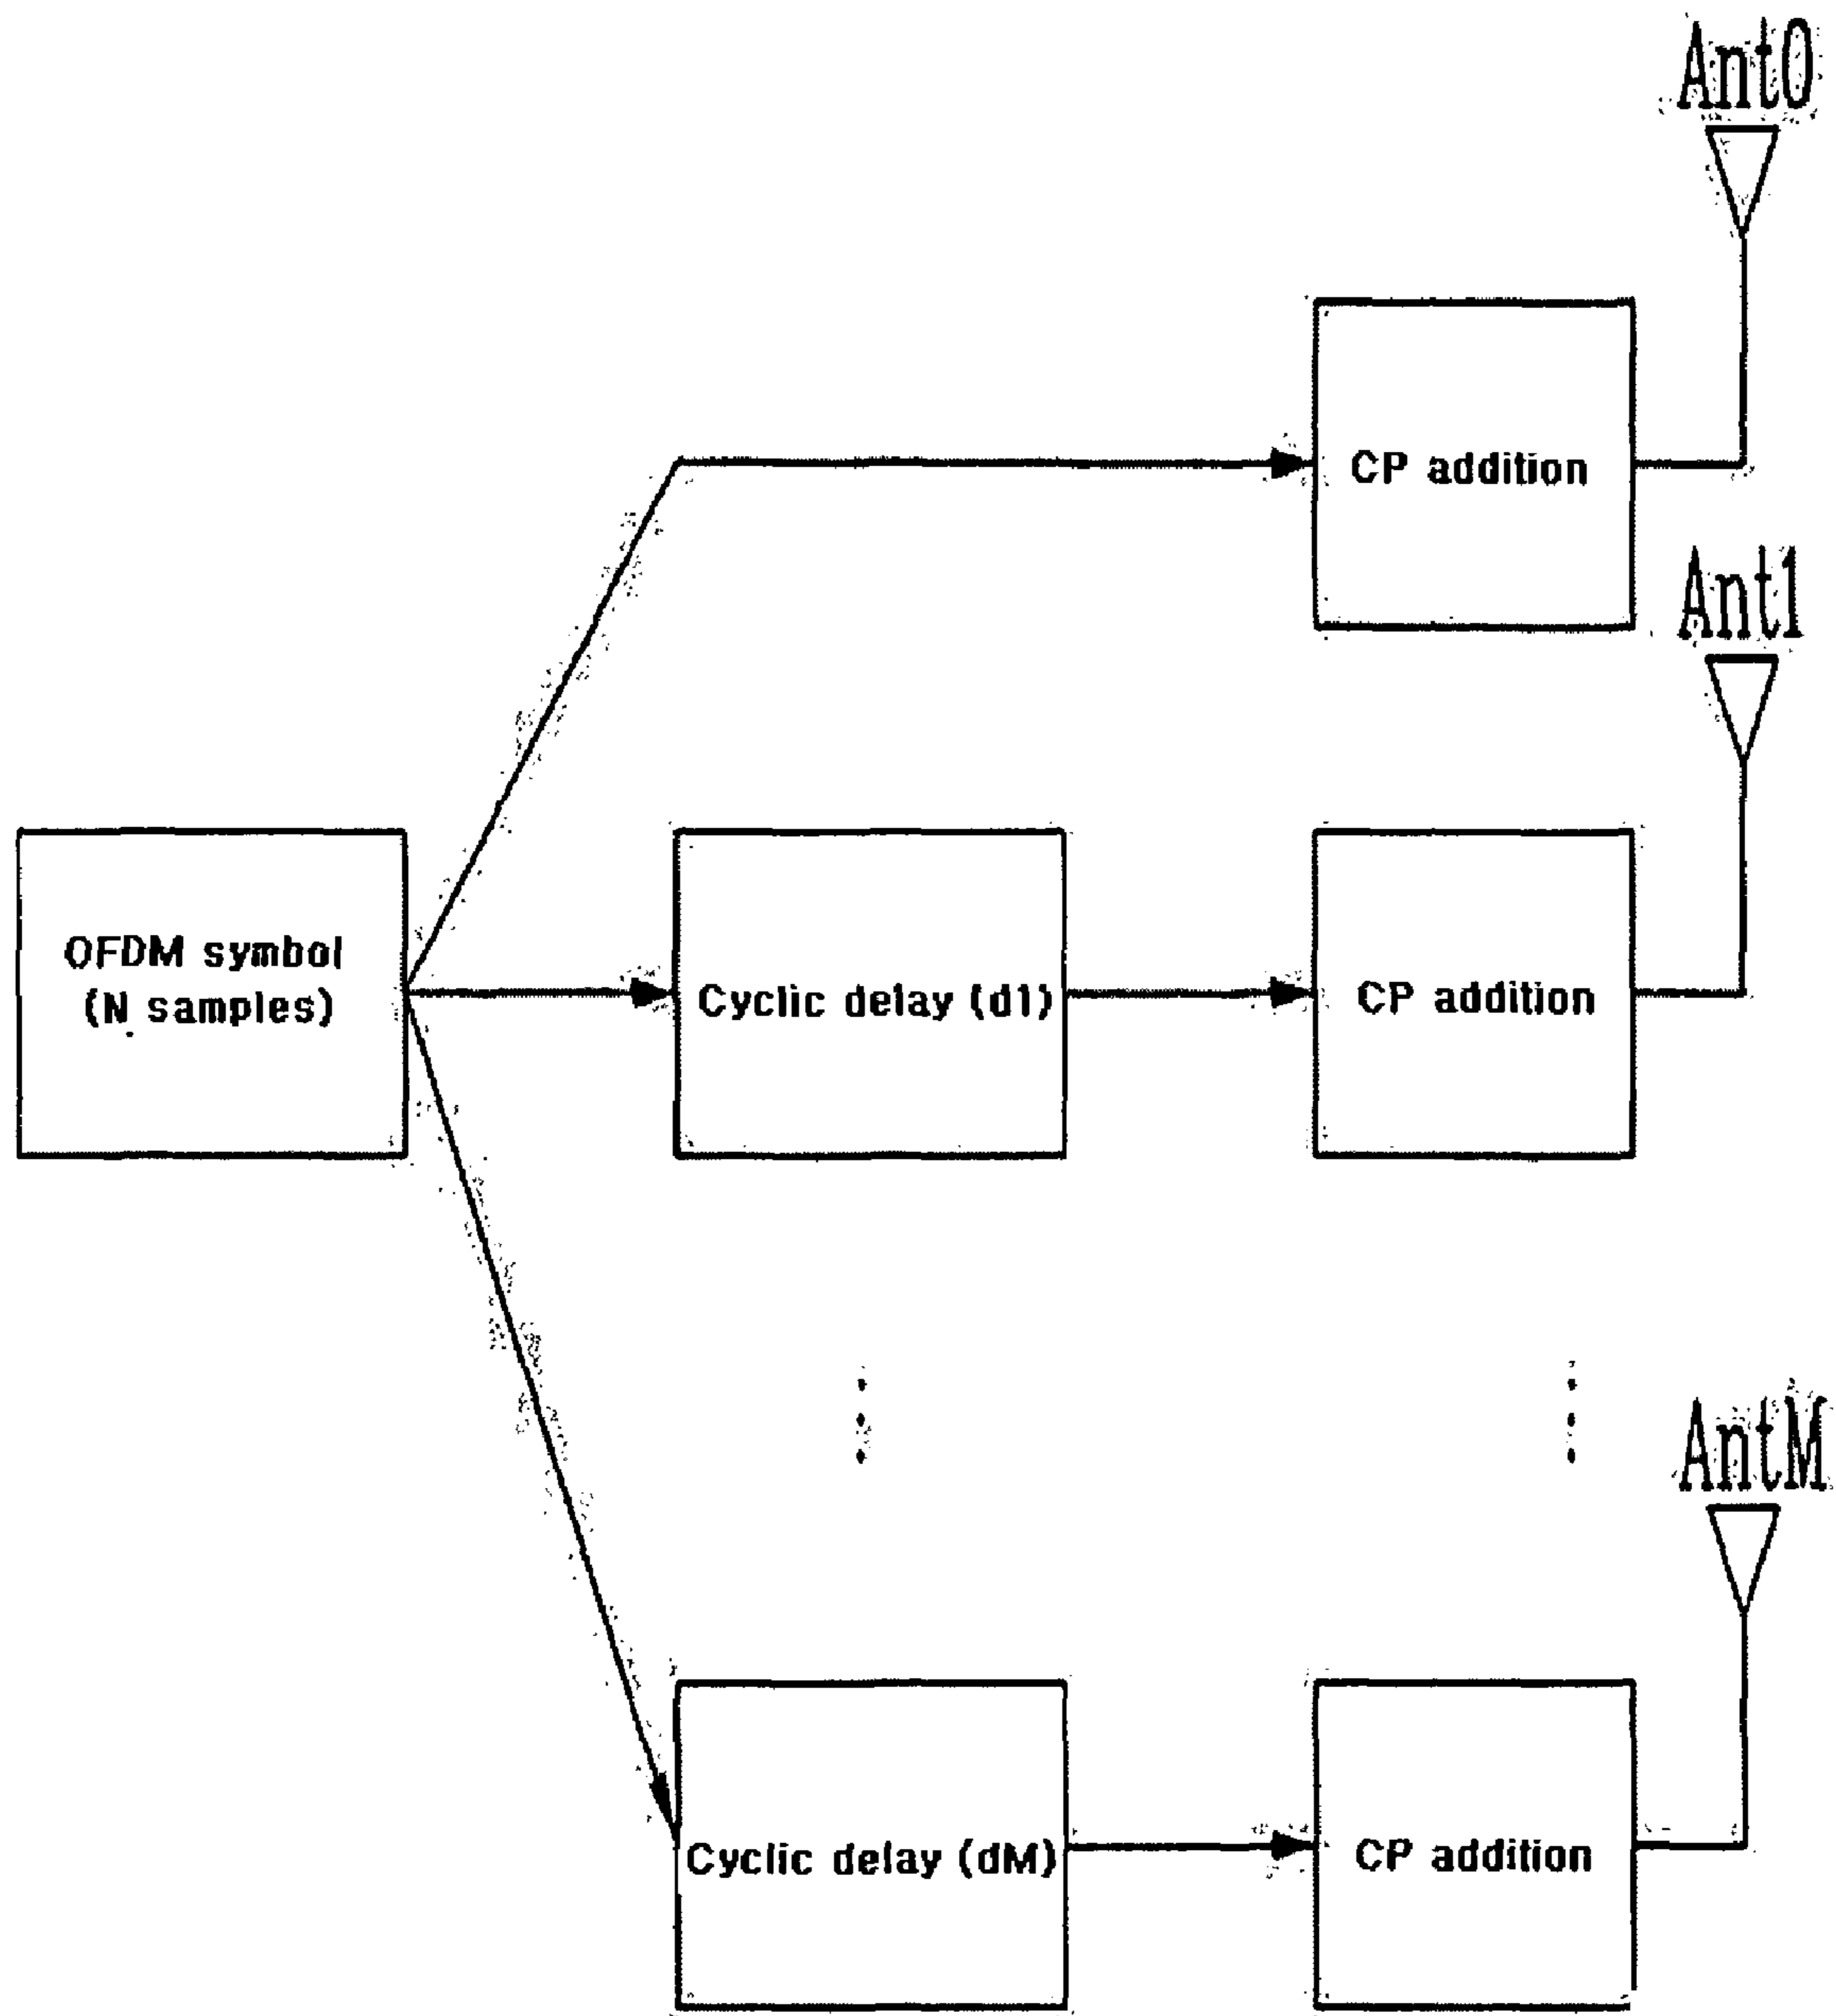 Ant0
CP addition
Ant1
OFDM symbol
(N samples)
Cyclic delay (d1)
CP addition
AntM
Cyclic delay (dM)
CP addition